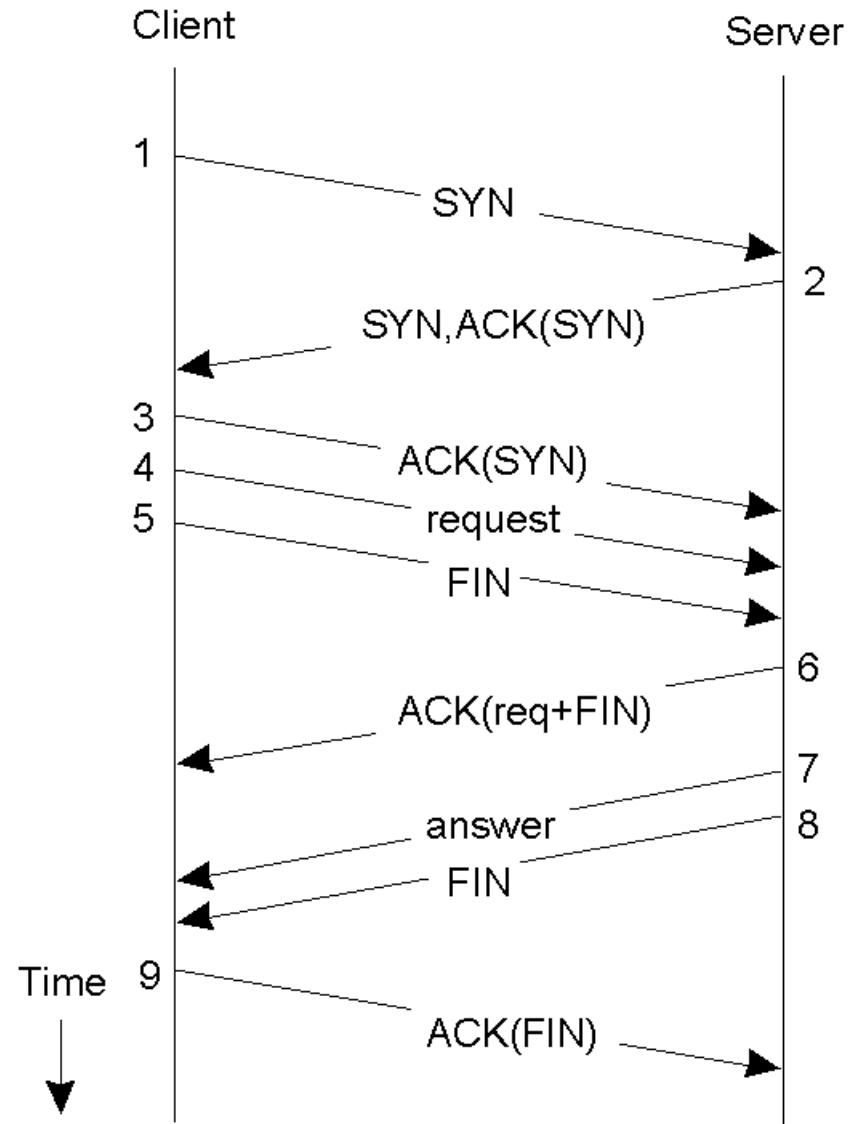 Client
Server
1
SYN
2
SYN,ACK(SYN)
3
ACK(SYN)
4
request
5
FIN
6
ACK(req+FIN)
7
answer
8
FIN
Time
9
ACK(FIN)